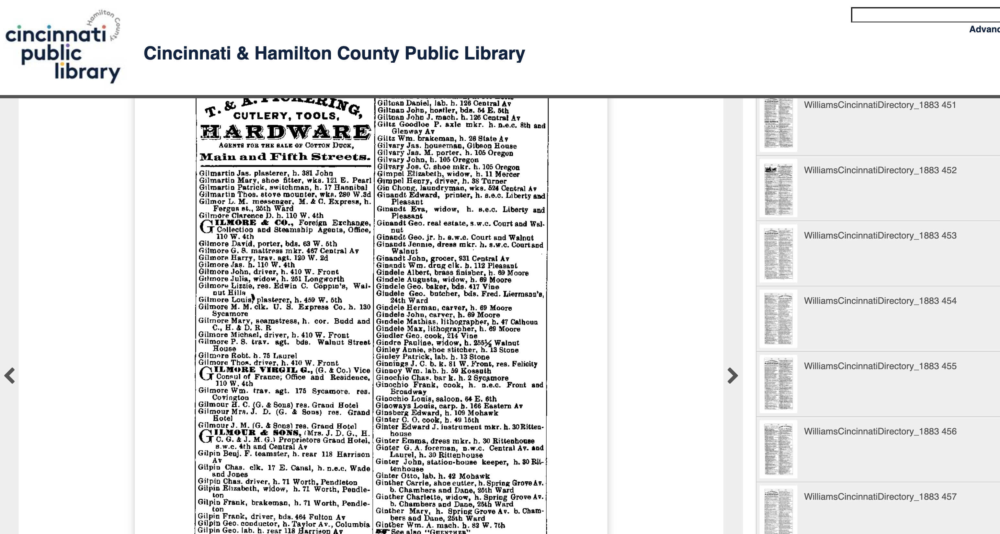 Hamilton County
cincinnati
public
library
Cincinnati & Hamilton County Public Library
Advanc
T. & A. PICKERING,
CUTLERY, TOOLS,
HARDWARE
AGENTS FOR THE SALE OF COTTON DUCK,
Main and Fifth Streets.
Gilmartin Jas. plasterer, h. 381 John
Gilmartin Mary, shoe fitter, wks. 121 E. Pearl
Gilmartin Patrick, switchman, h. 17 Hannibal
Gilmartin Thos. stove mounter, wks. 280 W. 3d
Gilmor L. M. messenger, M. & C. Express, h.
Fergus st., 25th Ward
Gilmore Clarence D. h. 110 W. 4th
GILMORE & CO., Foreign Exchange,
Collection and Steamship Agents, Office,
110 W. 4th
Gilmore David, porter, bds. 63 W. 5th
Gilmore G. S. mattress mkr. 467 Central Av
Gilmore Harry, trav. agt. 120 W. 2d
Gilmore Jas. h. 110 W. 4th
Gilmore John, driver, h. 410 W. Front
Gilmore Julia, widow, h. 251 Longworth
Gilmore Lizzie, res. Edwin C. Coppin's, Wal-
nut Hills
Gilmore Louis, plasterer, h. 459 W. 5th
Gilmore M. M. clk. U. S. Express Co. h. 130
Sycamore
Gilmore Mary, seamstress, h. cor. Budd and
C., H. & D. R. R
Gilmore Michael, driver, h. 410 W. Front
Gilmore P. S. trav. agt. bds. Walnut Street
House
Gilmore Robt. h. 75 Laurel
Gilmore Thos. driver, h. 410 W. Front
GILMORE VIRGIL G., (G. & Co.) Vice
Consul of France; Office and Residence,
110 W. 4th
Gilmore Wm. trav. agt. 175 Sycamore, res.
Covington
Gilmour H. C. (G. & Sons) res. Grand Hotel
Gilmour Mrs. J. D. (G. & Sons) res. Grand
Hotel
Gilmour J. M. (G. & Sons) res. Grand Hotel
GILMOUR & SONS, (Mrs. J. D. G., H.
C. G. & J. M. G.) Proprietors Grand Hotel,
s.w.c. 4th and Central Av
Gilpin Benj. F. teamster, h. rear 118 Harrison
Av
Gilpin Chas. clk. 17 E. Canal, h. n.e.c. Wade
and Jones
Gilpin Chas. driver, h. 71 Worth, Pendleton
Gilpin Elizabeth, widow, h. 71 Worth, Pendle-
ton
Gilpin Frank, brakeman, h. 71 Worth, Pendle-
ton
Gilpin Frank, driver, bds. 464 Fulton Av
Gilpin Geo. conductor, h. Taylor Av., Columbia
Gilpin Geo. lab. h. rear 118 Harrison Av
Giltnan Daniel, lab. h. 126 Central Av
Giltnan John, hostler, bds. 54 E. 5th
Giltnan John J. mach. h. 126 Central Av
Giltz Goodloe P. axle mkr. h. n.e.c. 8th and
Glenway Av
Giltz Wm. brakeman, h. 26 State Av
Gilvary Jas. houseman, Gibson House
Gilvary Jas. M. porter, h. 105 Oregon
Gilvary John, h. 105 Oregon
Gilvary Jos. C. shoe mkr. h. 105 Oregon
Gimpel Elizabeth, widow, h. 11 Mercer
Gimpel Henry, driver, h. 38 Turner
Gin Chong, laundryman, wks. 524 Central Av
Ginandt Edward, printer, h. s.e.c. Liberty and
Pleasant
Ginandt Eva, widow, h. s.e.c. Liberty and
Pleasant
Ginandt Geo. real estate, s.w.c. Court and Wal-
nut
Ginandt Geo. jr. h. s.w.c. Court and Walnut
Ginandt Jennie, dress mkr. h. s.w.c. Court and
Walnut
Ginandt John, grocer, 931 Central Av
Ginandt Wm. drug clk. h. 112 Pleasant
Gindele Albert, brass finisher, h. 69 Moore
Gindele Augusta, widow, h. 69 Moore
Gindele Geo. baker, bds. 417 Vine
Gindele Geo. butcher, bds. Fred. Liermann's,
24th Ward
Gindele Herman, carver, h. 69 Moore
Gindele John, carver, h. 69 Moore
Gindele Mathias, lithographer, h. 47 Calhoun
Gindele Max, lithographer, h. 69 Moore
Gindler Geo. cook, 214 Vine
Gindre Pauline, widow, h. 255½ Walnut
Ginley Annie, shoe stitcher, h. 13 Stone
Ginley Patrick, lab. h. 13 Stone
Ginnings J. C. b. k. 81 W. Front, res. Felicity
Ginnoy Wm. lab. h. 59 Kossuth
Ginochio Chas. bar k. h. 2 Sycamore
Ginochio Frank, cook, h. n.e.c. Front and
Broadway
Ginochio Louis, saloon, 64 E. 6th
Ginoways Louis, carp. h. 166 Eastern Av
Ginsberg Edward, h. 109 Mohawk
Ginter C. O. cook, h. 49 15th
Ginter Edward J. instrument mkr. h. 30 Ritten-
house
Ginter Emma, dress mkr. h. 30 Rittenhouse
Ginter G. A. foreman, n.w.c. Central Av. and
Laurel, h. 30 Rittenhouse
Ginter John, station-house keeper, h. 30 Rit-
tenhouse
Ginter Otto, lab. h. 42 Mohawk
Ginther Carrie, shoe cutter, h. Spring Grove Av.
b. Chambers and Dane, 25th Ward
Ginther Charlette, widow, h. Spring Grove Av.
b. Chambers and Dane, 25th Ward
Ginther Mary, h. Spring Grove Av. b. Cham-
bers and Dane, 25th Ward
Ginther Wm. A. mach. h. 82 W. 7th
See also "GUENTHER"
WilliamsCincinnatiDirectory_1883 451
WilliamsCincinnatiDirectory_1883 452
WilliamsCincinnatiDirectory_1883 453
WilliamsCincinnatiDirectory_1883 454
WilliamsCincinnatiDirectory_1883 455
WilliamsCincinnatiDirectory_1883 456
WilliamsCincinnatiDirectory_1883 457